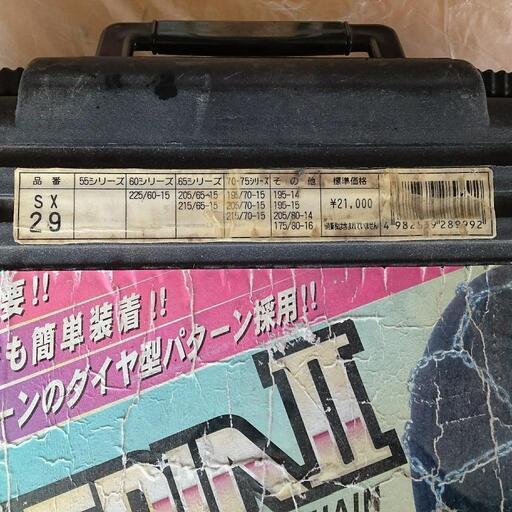 品番 55シリーズ 60シリーズ 65シリーズ 70-75シリーズ その他 標準価格
SX 29
225/60-15
205/65-15
215/65-15
195/70-15
205/70-15
215/70-15
195-14
195-15
205/80-14
175/80-16
¥21,000
要!!
も簡単装着!!
ーンのダイヤ型パターン採用!!
II